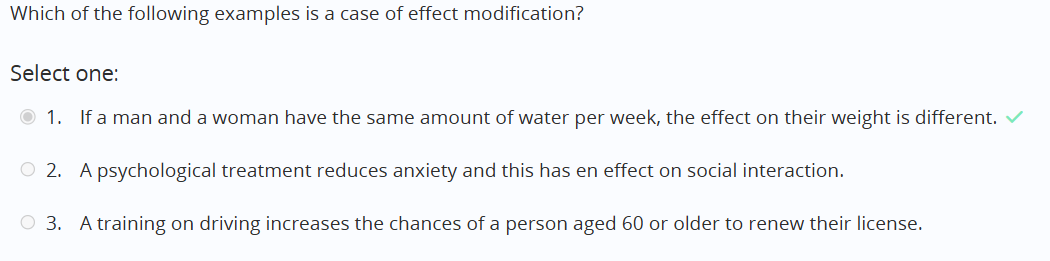 Which of the following examples is a case of effect modification?
Select one:
1. If a man and a woman have the same amount of water per week, the effect on their weight is different.
2. A psychological treatment reduces anxiety and this has en effect on social interaction.
3. A training on driving increases the chances of a person aged 60 or older to renew their license.